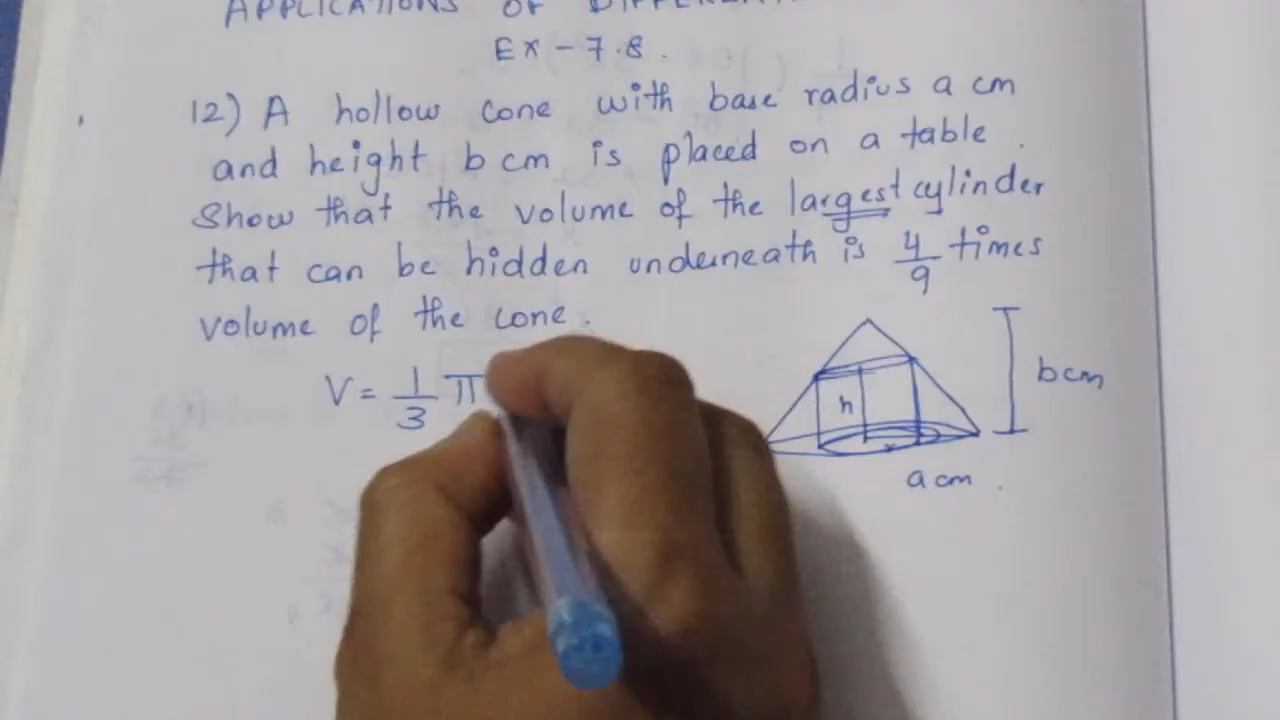 APPLICATIONS OF
Ex - 7.8.
12) A hollow cone with base radius a cm
and height b cm is placed on a table.
Show that the volume of the largest cylinder
that can be hidden underneath is 4/9 times
volume of the cone.
V = 1/3 π
h
b cm
a cm